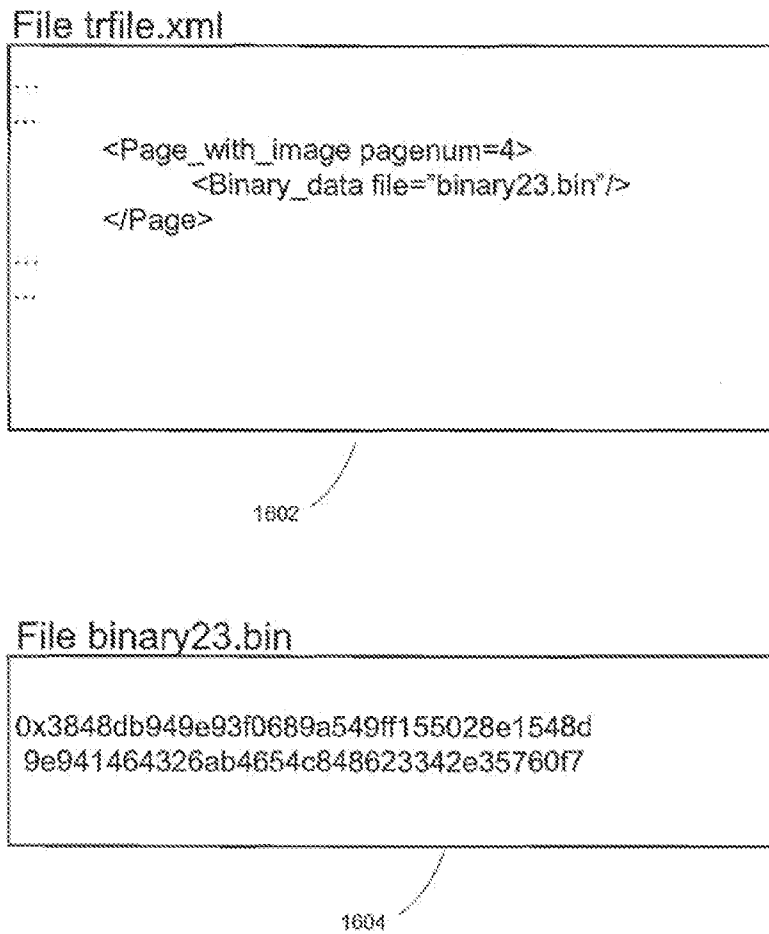 File trfile.xml
...
...
<Page_with_image pagenum=4>
<Binary_data file="binary23.bin"/>
</Page>
...
...
1602
File binary23.bin
0x3848db949e93f0689a549ff155028e1548d
9e941464326ab4654c848623342e35760f7
1604